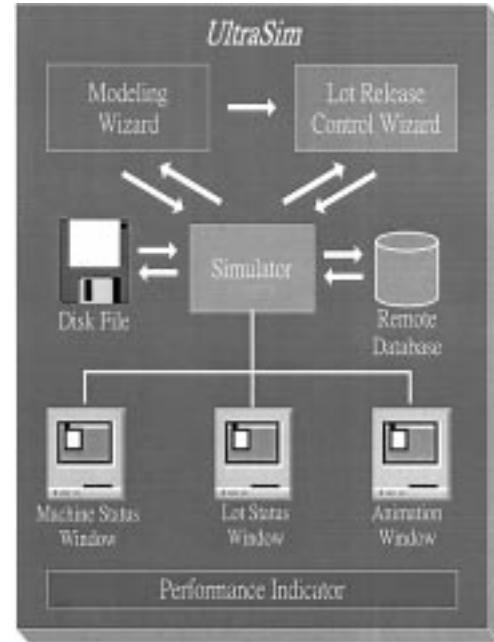 UltraSim
Modeling
Wizard
Lot Release
Control Wizard
Simulator
Disk File
Remote
Database
Machine Status
Window
Lot Status
Window
Animation
Window
Performance Indicator